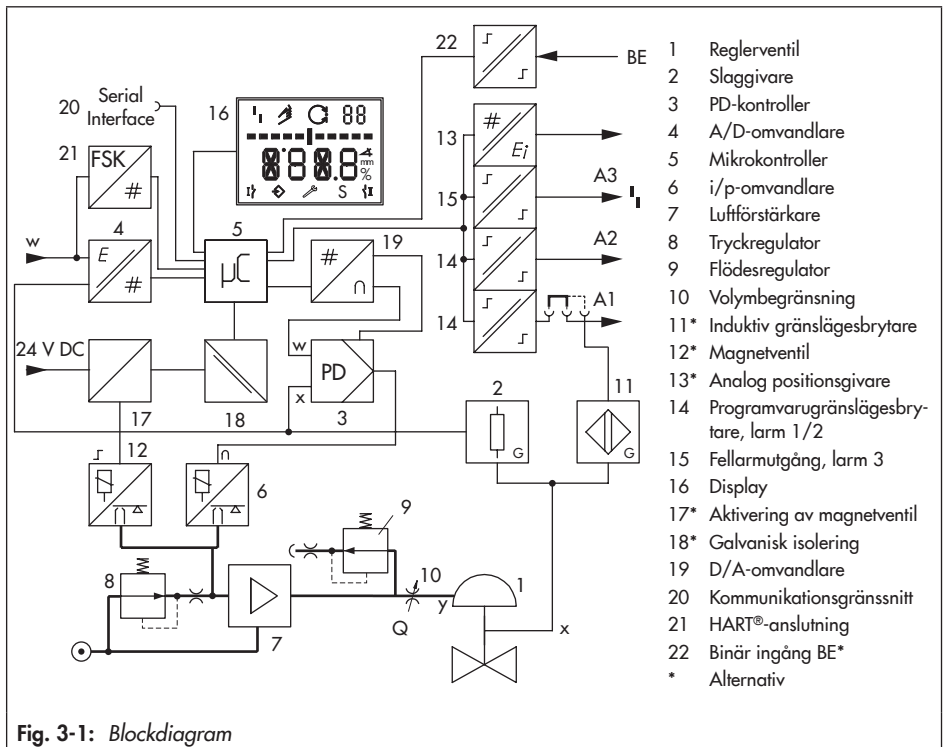 22
BE
20 Serial
Interface
16
88
8.8.8
mm
%
S
21
FSK
#
13
#
Ei
15
A3
w
4
E
#
5
µC
19
#
∩
14
A2
14
A1
24 V DC
w
PD
x
17
18
3
2
G
11
G
12
∩
6
9
8
7
10
y
Q
1
x
1 Reglerventil
2 Slaggivare
3 PD-kontroller
4 A/D-omvandlare
5 Mikrokontroller
6 i/p-omvandlare
7 Luftförstärkare
8 Tryckregulator
9 Flödesregulator
10 Volymbegränsning
11* Induktiv gränslägesbrytare
12* Magnetventil
13* Analog positionsgivare
14 Programvarugränslägesbry-
tare, larm 1/2
15 Fellarmutgång, larm 3
16 Display
17* Aktivering av magnetventil
18* Galvanisk isolering
19 D/A-omvandlare
20 Kommunikationsgränssnitt
21 HART®-anslutning
22 Binär ingång BE*
* Alternativ
Fig. 3-1: Blockdiagram